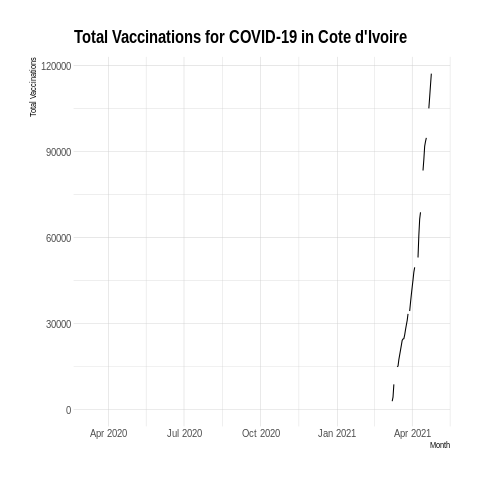 Total Vaccinations for COVID-19 in Cote d'Ivoire
Total Vaccinations
120000
90000
60000
30000
0
Apr 2020 Jul 2020 Oct 2020 Jan 2021 Apr 2021
Month